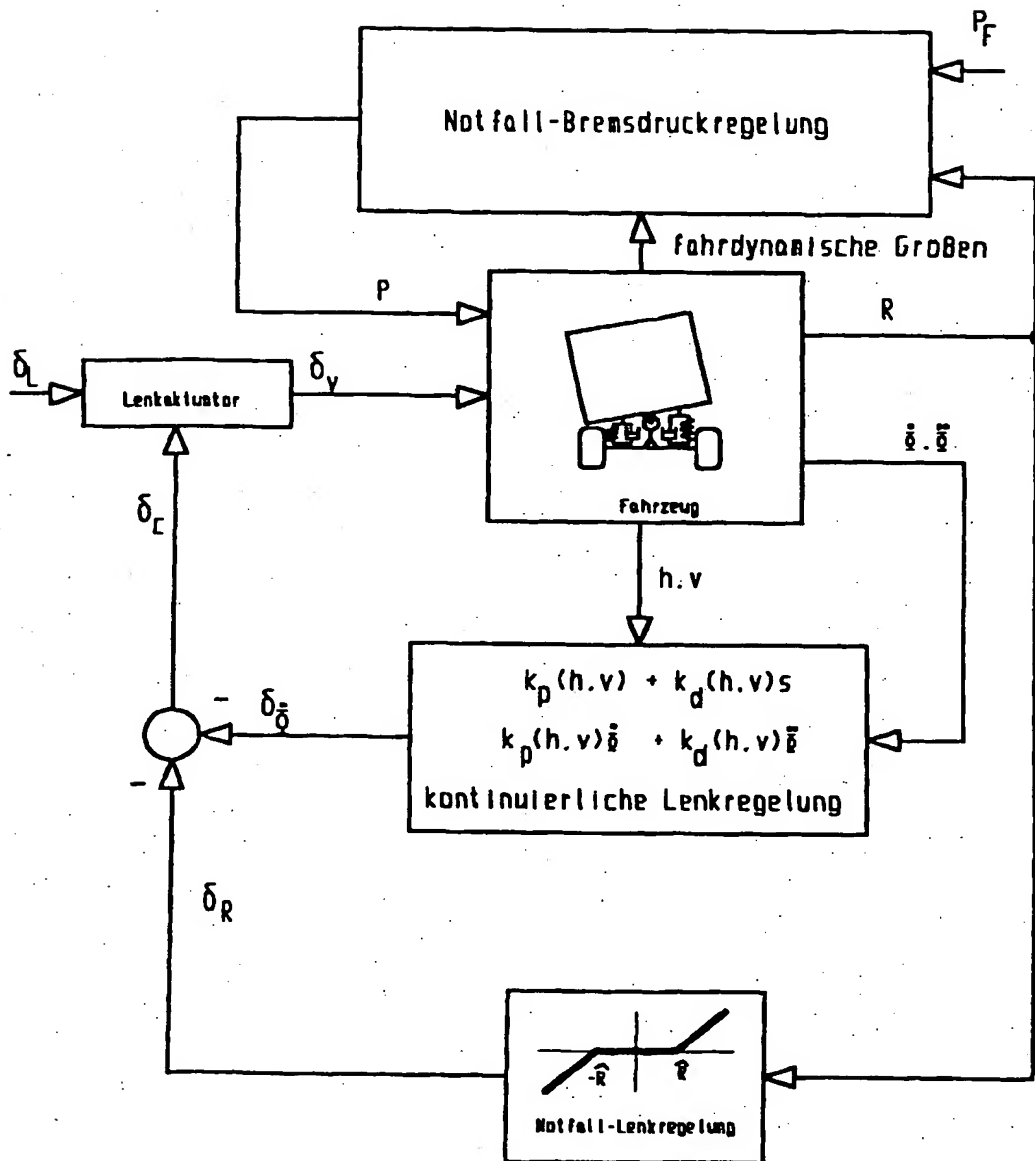 P_F
Notfall-Bremsdruckregelung
fahrdynamische Größen
P
R
δ_L
Lenkaktuator
δ_v
Fahrzeug
δ_C
h.v
k_p(h.v) + k_d(h.v)s
k_p(h.v) + k_d(h.v)
kontinuierliche Lenkregelung
-
δ
-
δ_R
-R̂
R̂
Notfall-Lenkregelung